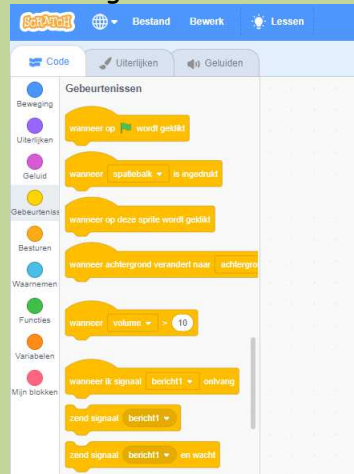 SCRATCH Bestand Bewerk Lessen
Code Uiterlijken Geluiden
Gebeurtenissen
Beweging
wanneer op wordt geklikt
Uiterlijken
Geluid
wanneer spatiebalk is ingedrukt
Gebeurteniss
wanneer op deze sprite wordt geklikt
Besturen
wanneer achtergrond verandert naar achtergro
Waarnemen
Functies
wanneer volume > 10
Variabelen
Mijn blokken
wanneer ik signaal bericht1 ontvang
zend signaal bericht1
zend signaal bericht1 en wacht